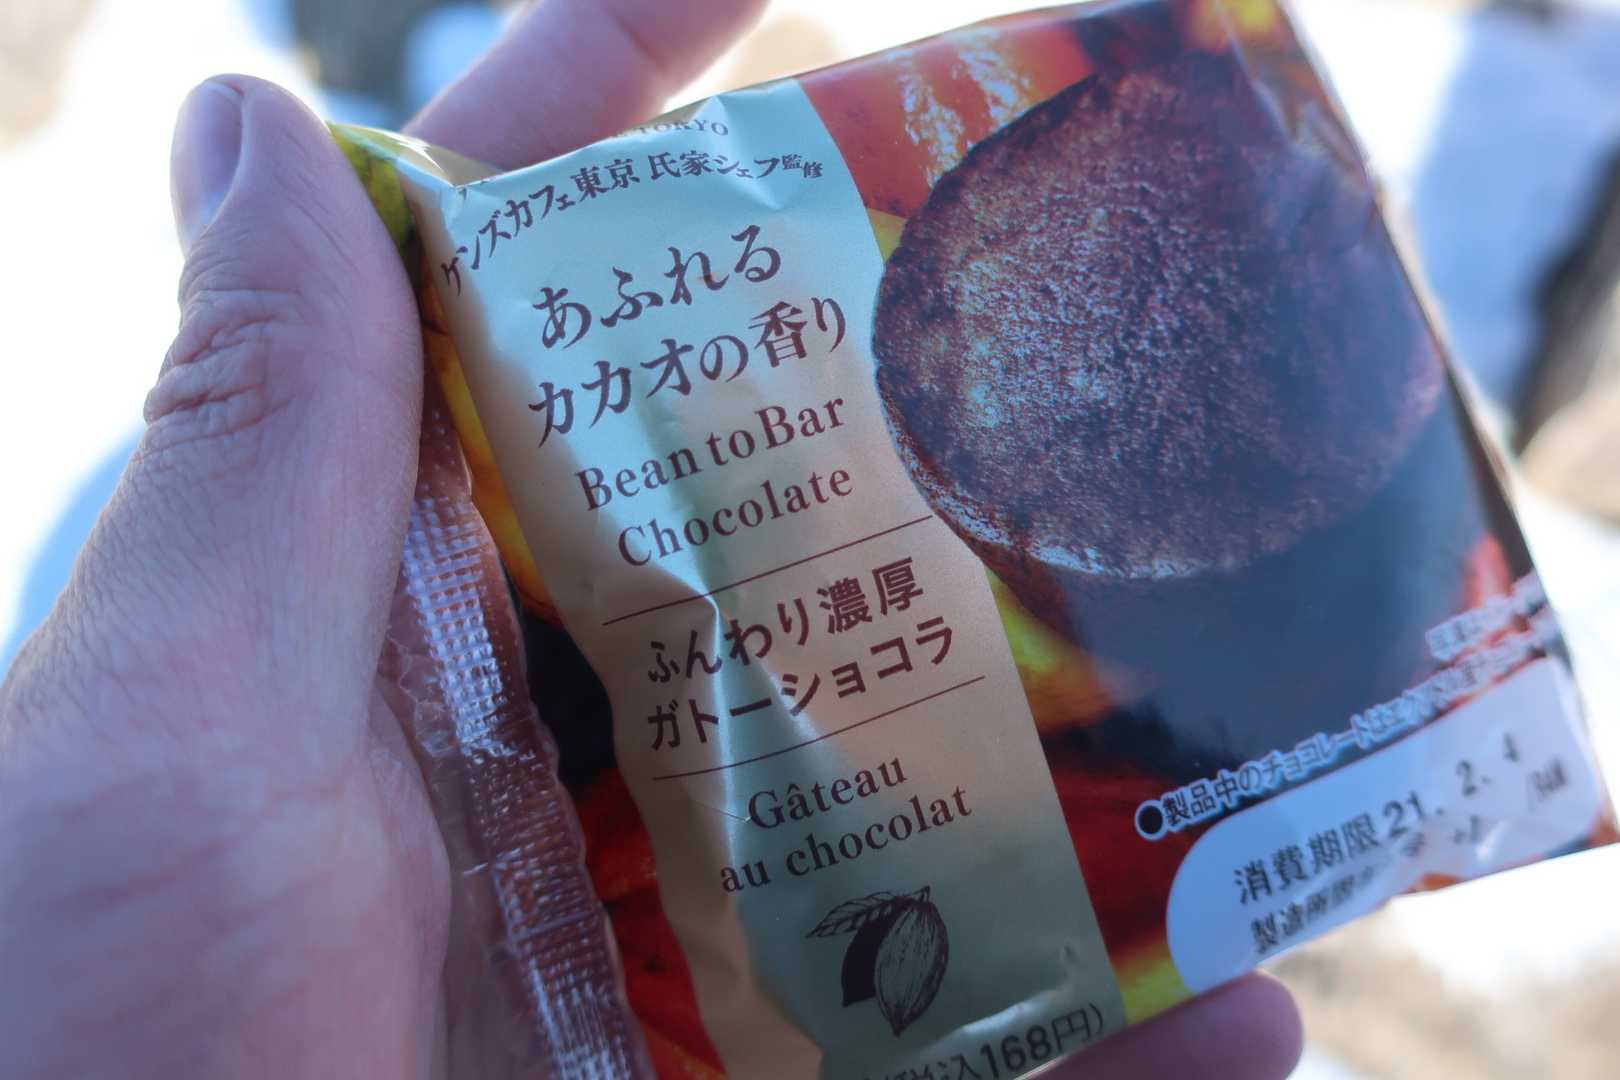 TOKYO
ケンズカフェ東京 氏家シェフ監修
あふれる
カカオの香り
Bean to Bar
Chocolate
ふんわり濃厚
ガトーショコラ
Gâteau
au chocolat
税込168円)
●製品中のチョコレートは
消費期限 21. 2. 4
製造所